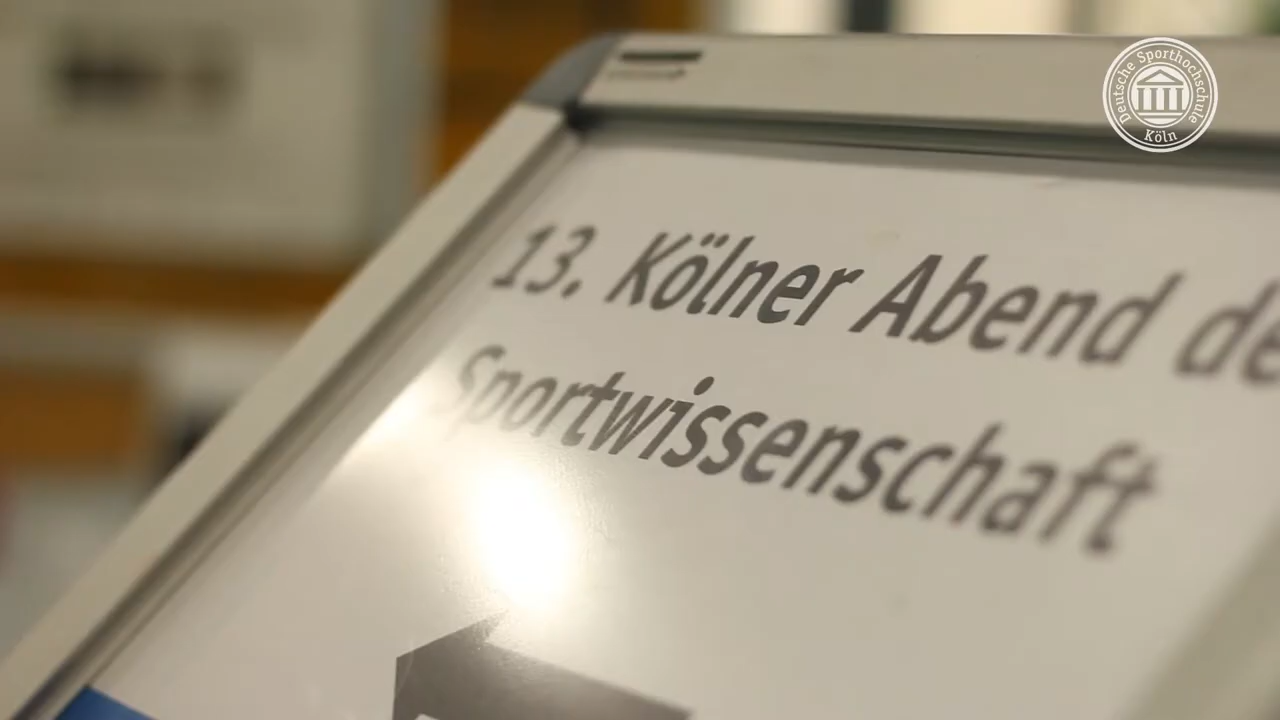 Deutsche Sporthochschule
Köln
13. Kölner Abend de
Sportwissenschaft